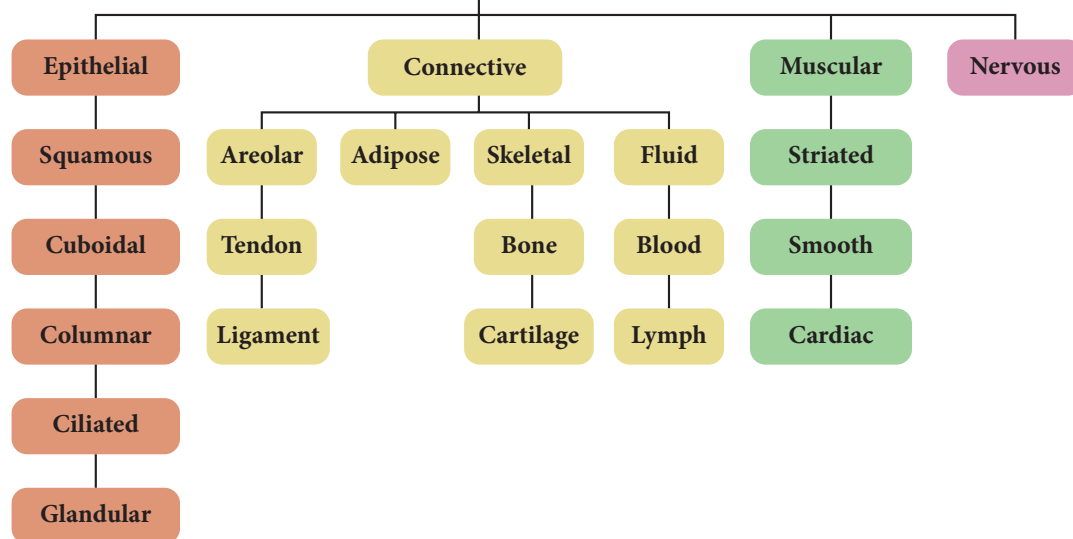 Epithelial
Connective
Muscular
Nervous
Squamous
Areolar
Adipose
Skeletal
Fluid
Striated
Cuboidal
Tendon
Bone
Blood
Smooth
Columnar
Ligament
Cartilage
Lymph
Cardiac
Ciliated
Glandular